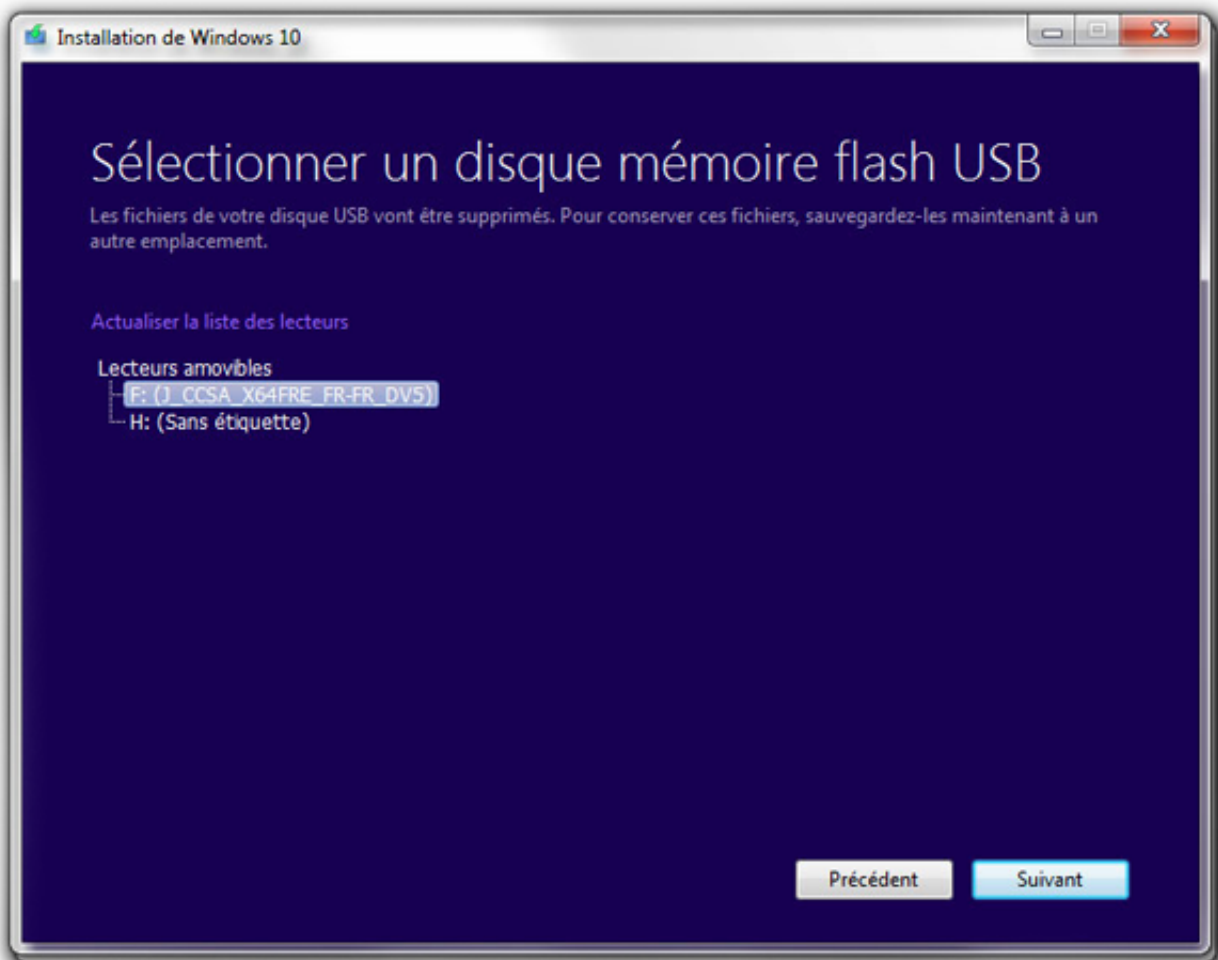 Installation de Windows 10
Sélectionner un disque mémoire flash USB
Les fichiers de votre disque USB vont être supprimés. Pour conserver ces fichiers, sauvegardez-les maintenant à un
autre emplacement.
Actualiser la liste des lecteurs
Lecteurs amovibles
F: (J_CCSA_X64FRE_FR-FR_DV5)
H: (Sans étiquette)
Précédent
Suivant